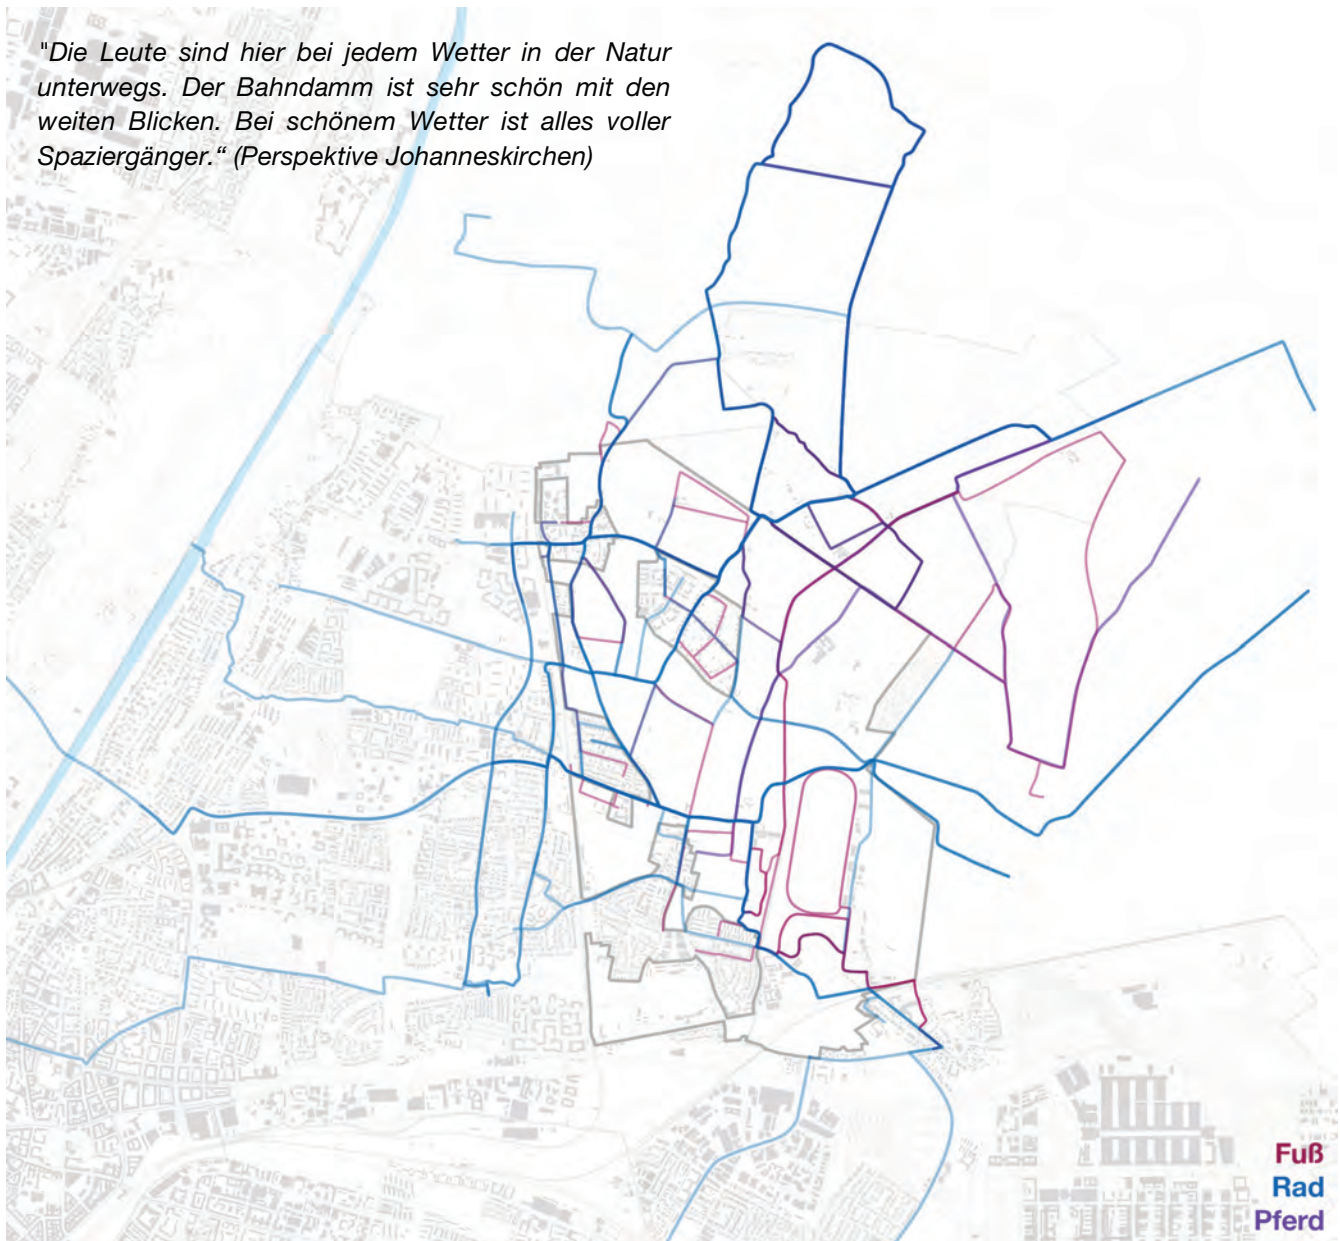 "Die Leute sind hier bei jedem Wetter in der Natur
unterwegs. Der Bahndamm ist sehr schön mit den
weiten Blicken. Bei schönem Wetter ist alles voller
Spaziergänger.“ (Perspektive Johanneskirchen)
Fuß
Rad
Pferd